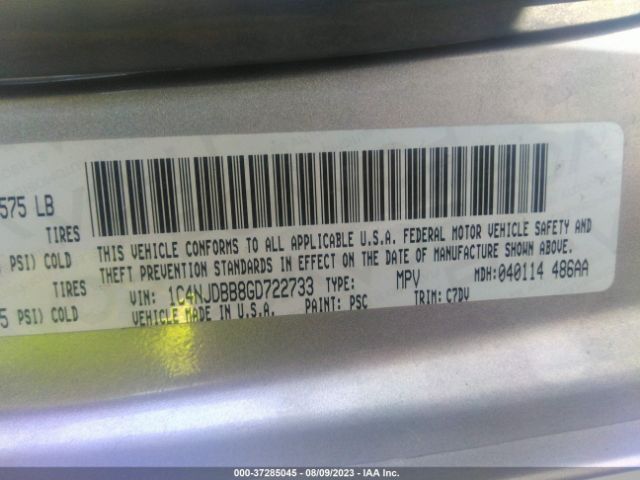 575 LB
TIRES
PSI) COLD
TIRES
5 PSI) COLD
THIS VEHICLE CONFORMS TO ALL APPLICABLE U.S.A. FEDERAL MOTOR VEHICLE SAFETY AND
THEFT PREVENTION STANDARDS IN EFFECT ON THE DATE OF MANUFACTURE SHOWN ABOVE.
VIN: 1C4NJDBB8GD722733 TYPE: MPV MDH:040114 486AA
VEHICLE MADE IN U.S.A. PAINT: PSC TRIM: C7DV
000-37285045 - 08/09/2023 - IAA Inc.